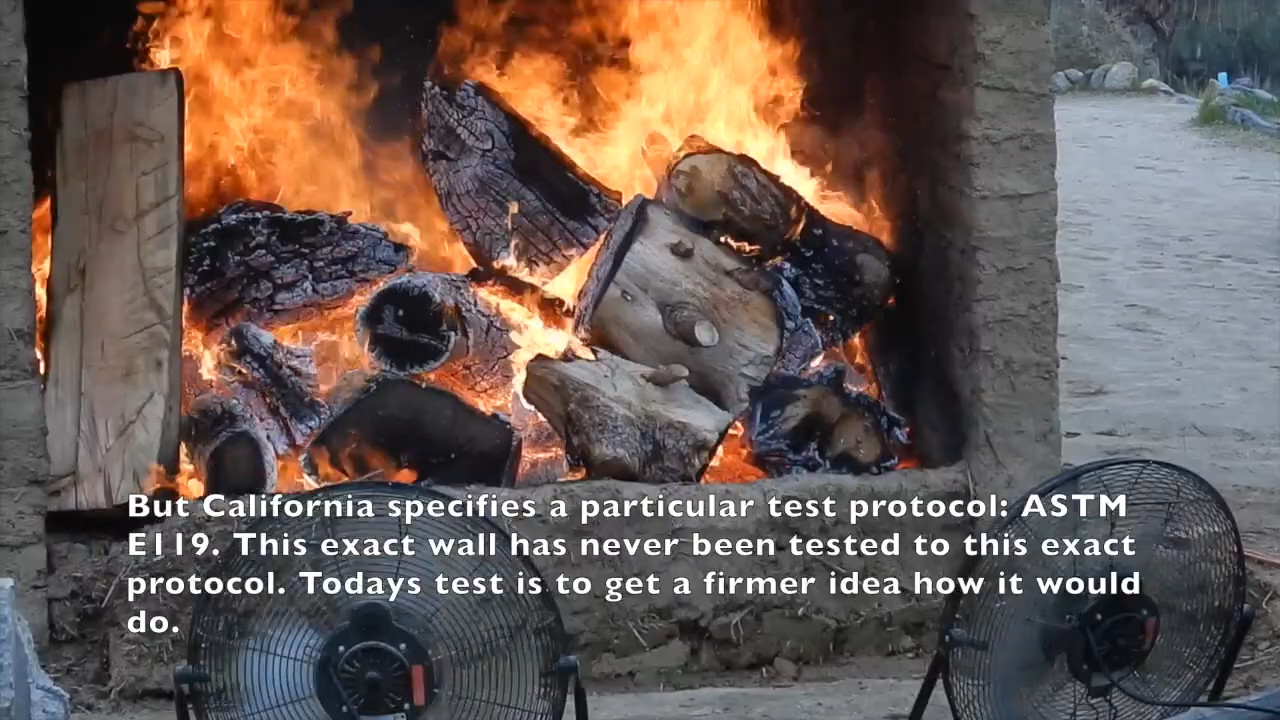 But California specifies a particular test protocol: ASTM
E119. This exact wall has never been tested to this exact
protocol. Todays test is to get a firmer idea how it would
do.